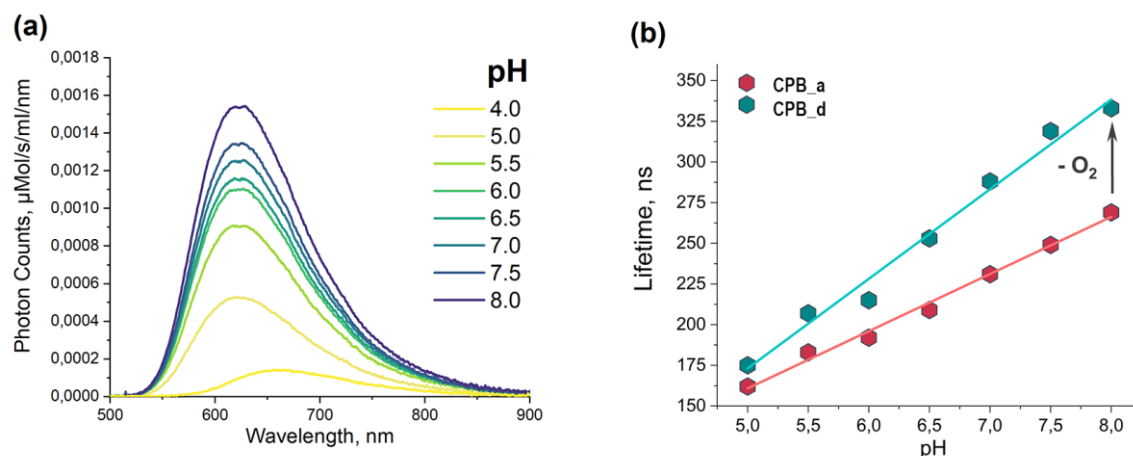 (a)
Photon Counts, µMol/s/ml/nm
0,0018
0,0016
0,0014
0,0012
0,0010
0,0008
0,0006
0,0004
0,0002
0,0000
500 600 700 800 900
Wavelength, nm
pH
4.0
5.0
5.5
6.0
6.5
7.0
7.5
8.0
(b)
Lifetime, ns
350
325
300
275
250
225
200
175
150
5,0 5,5 6,0 6,5 7,0 7,5 8,0
pH
CPB_a
CPB_d
- O₂